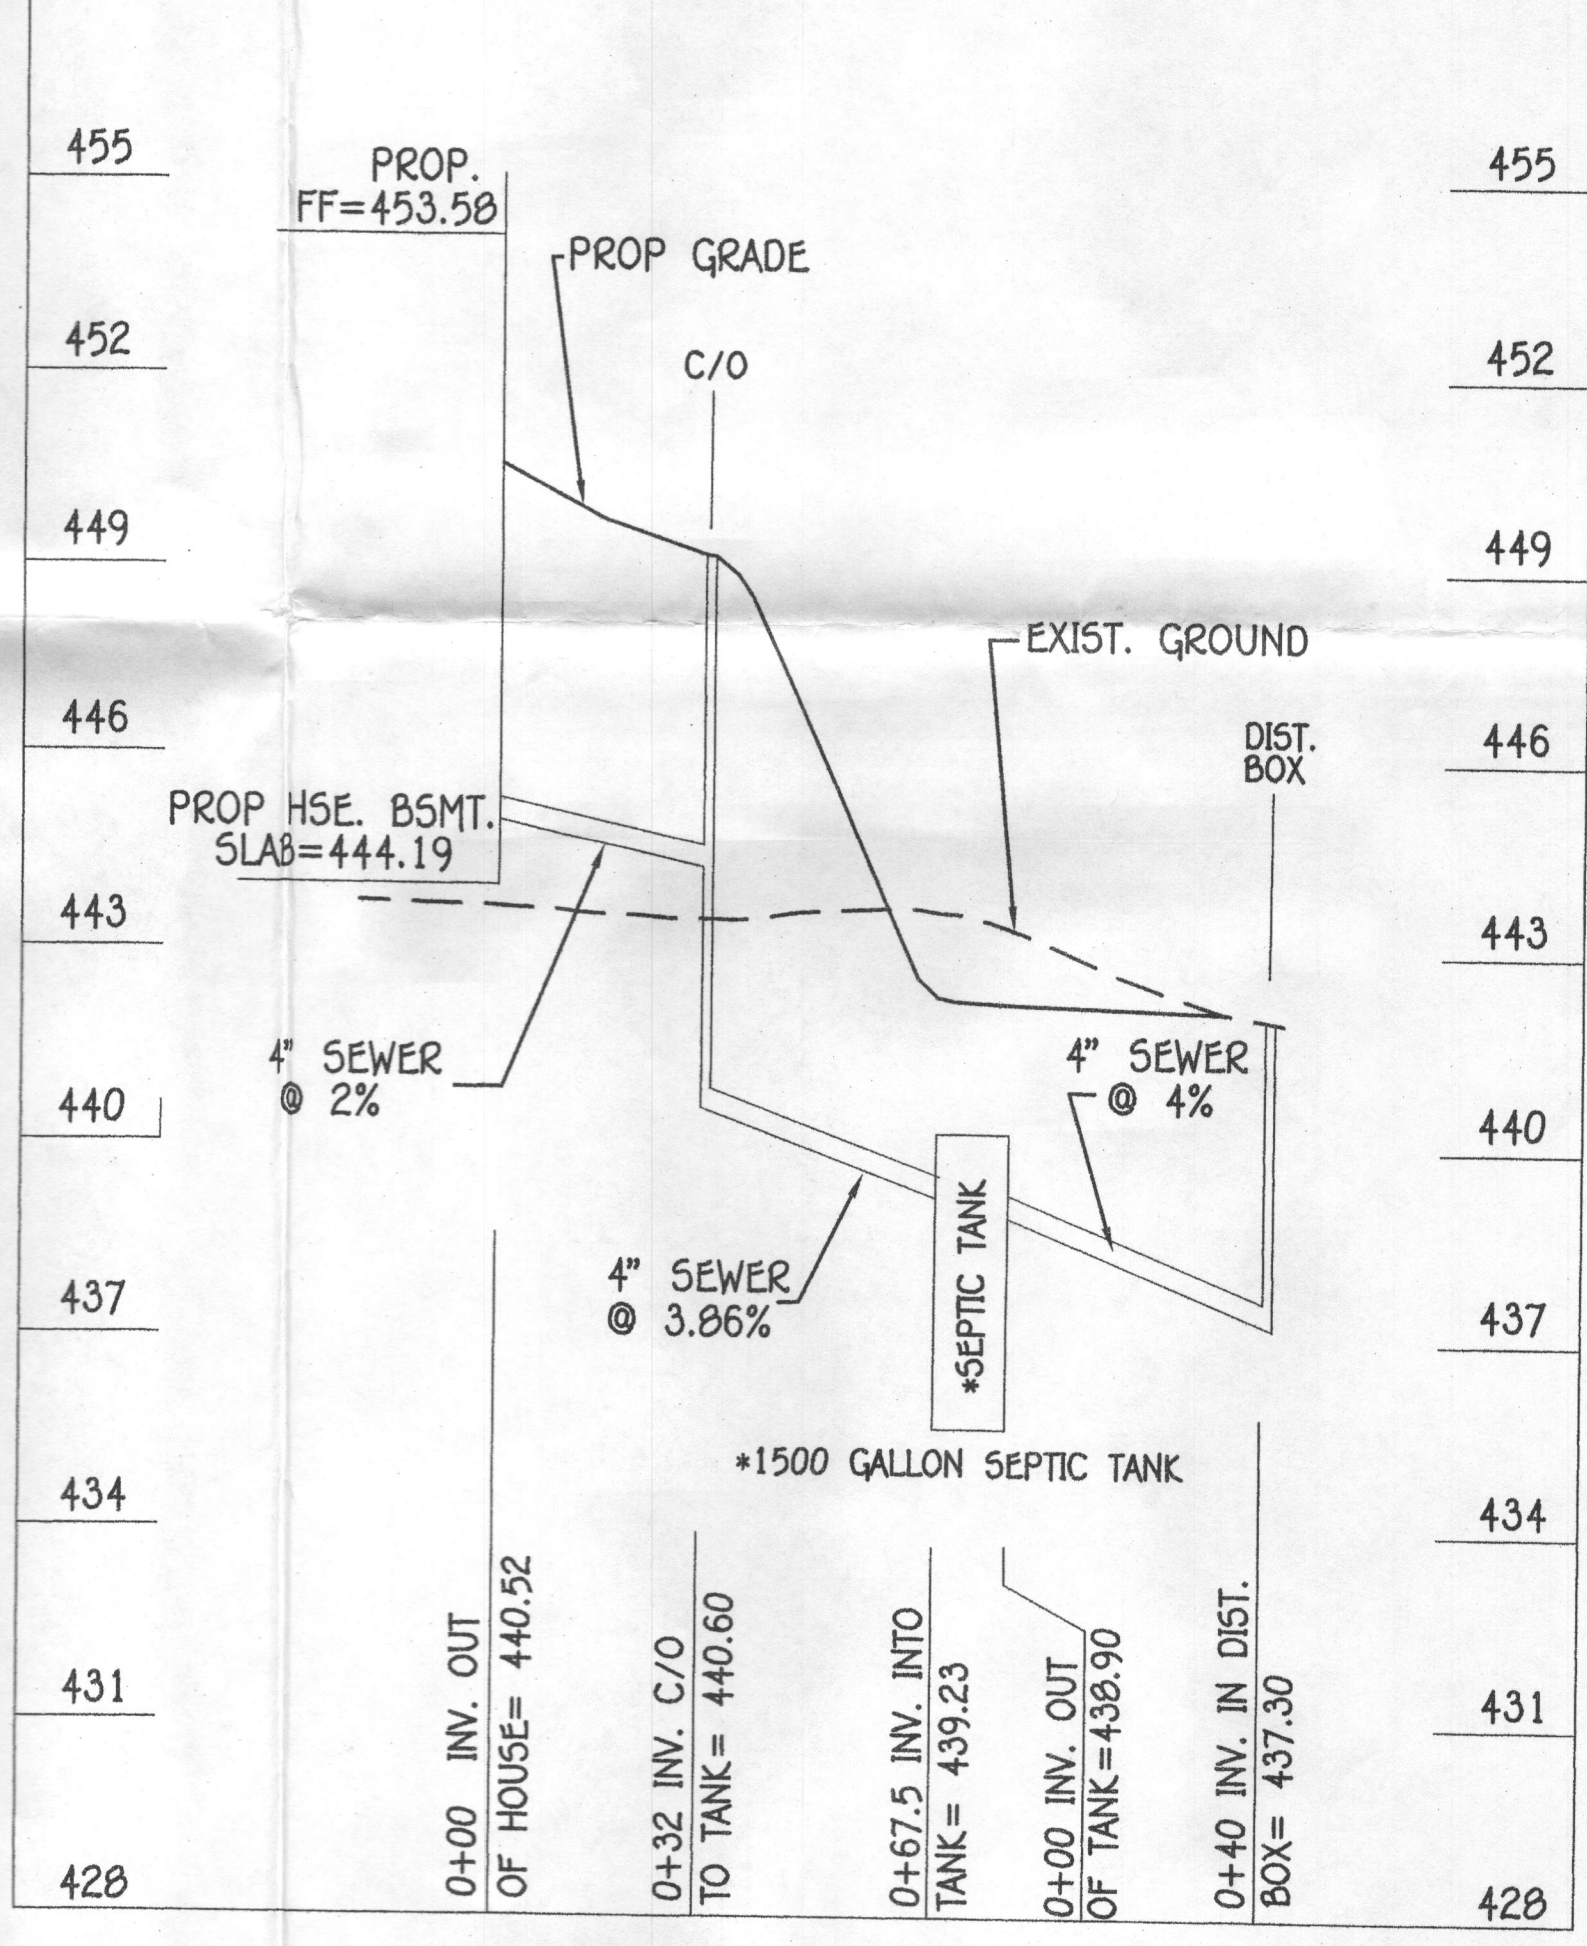 455
PROP.
FF=453.58
455
PROP GRADE
452
C/O
452
449
449
EXIST. GROUND
446
DIST.
BOX
446
PROP HSE. BSMT.
SLAB=444.19
443
443
4" SEWER
@ 2%
4" SEWER
@ 4%
440
440
*SEPTIC TANK
4" SEWER
@ 3.86%
437
437
*1500 GALLON SEPTIC TANK
434
434
0+00 INV. OUT
OF HOUSE= 440.52
0+32 INV. C/O
TO TANK= 440.60
0+67.5 INV. INTO
TANK= 439.23
0+00 INV. OUT
OF TANK=438.90
0+40 INV. IN DIST.
BOX= 437.30
431
431
428
428